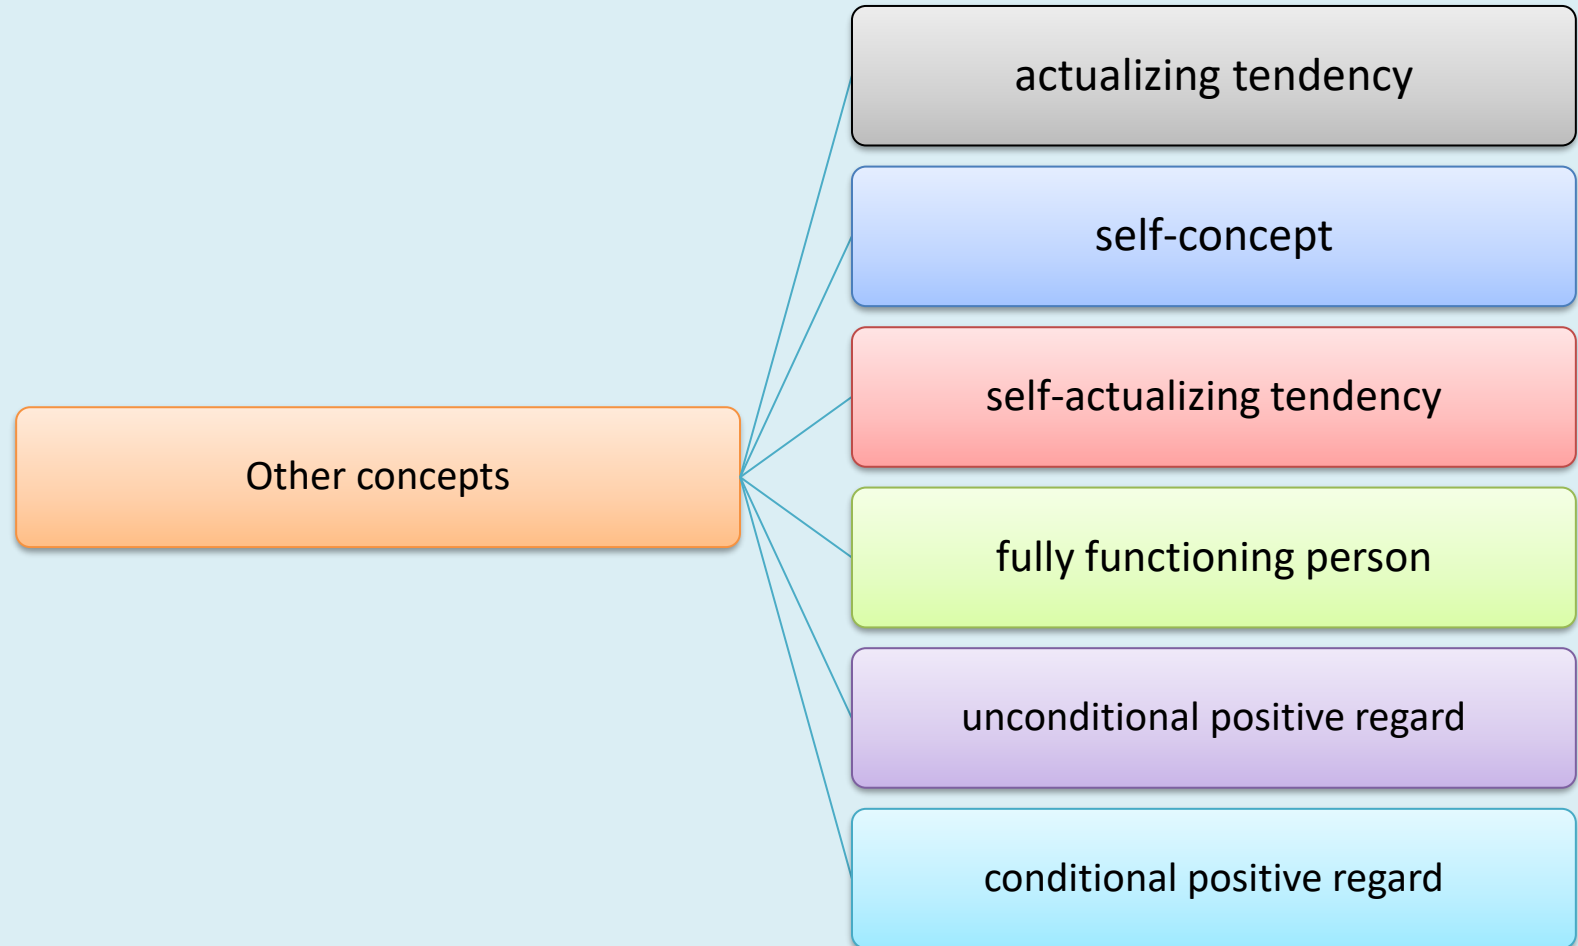 Other concepts
actualizing tendency
self-concept
self-actualizing tendency
fully functioning person
unconditional positive regard
conditional positive regard